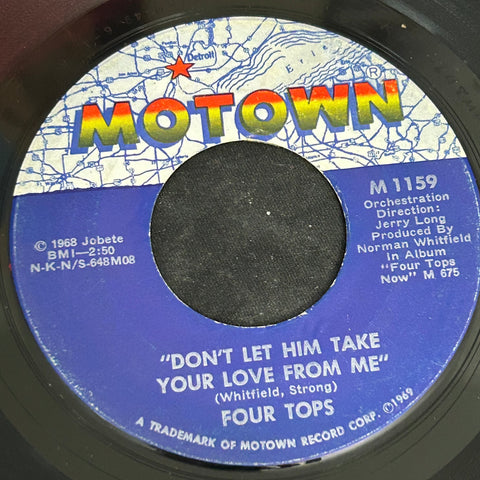 Detroit
Erie
MOTOWN®
M 1159
Orchestration
Direction:
Jerry Long
Produced By
Norman Whitfield
in Album
"Four Tops
Now" M 675
© 1968 Jobete
BMI—2:50
N-K-N/S-648M08
"DON'T LET HIM TAKE
YOUR LOVE FROM ME"
(Whitfield, Strong)
FOUR TOPS
A TRADEMARK OF MOTOWN RECORD CORP. ©1969